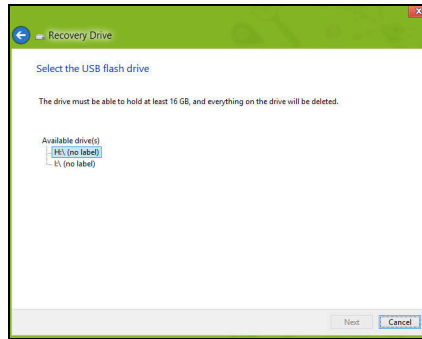 Recovery Drive
Select the USB flash drive
The drive must be able to hold at least 16 GB, and everything on the drive will be deleted.
Available drive(s)
H:\ (no label)
I:\ (no label)
Next
Cancel